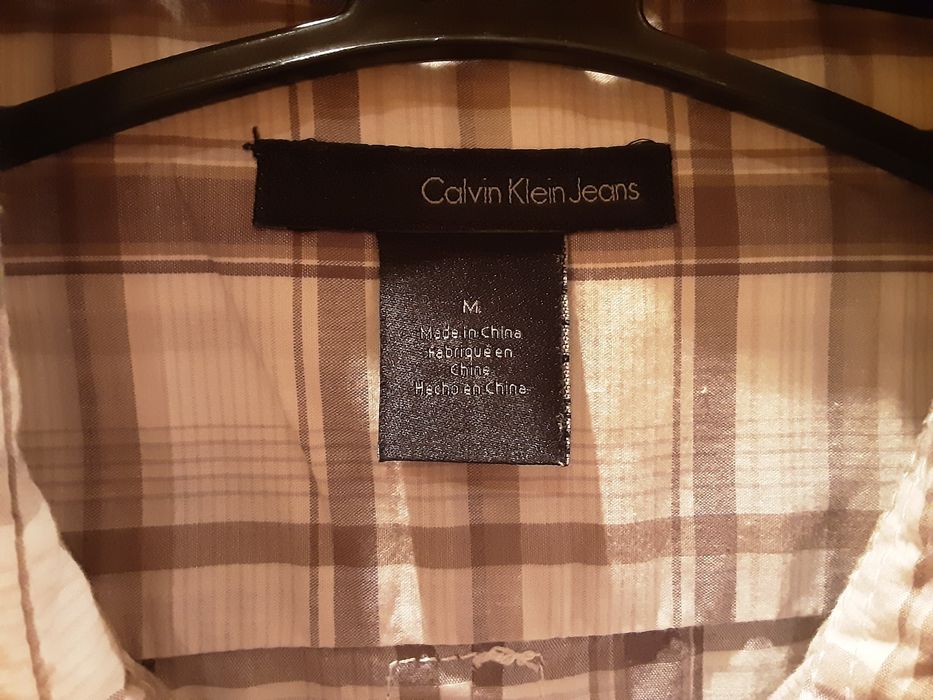 Calvin Klein Jeans
M
Made in China
Fabriqué en
Chine
Hecho en China